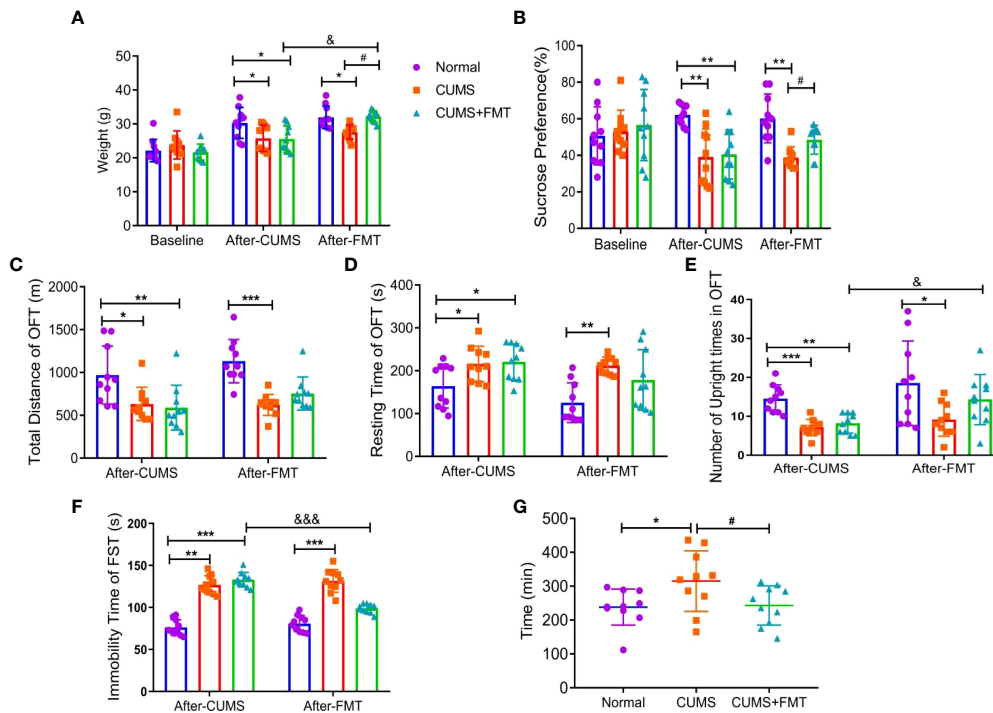 A
Weight (g)
50
40
30
20
10
0
* * * # &
Baseline After-CUMS After-FMT
Normal
CUMS
CUMS+FMT
B
Sucrose Preference(%)
100
80
60
40
20
0
** ** ** #
Baseline After-CUMS After-FMT
C
Total Distance of OFT (m)
2000
1500
1000
500
0
** * ***
After-CUMS After-FMT
D
Resting Time of OFT (s)
400
300
200
100
0
* * **
After-CUMS After-FMT
E
Number of Upright times in OFT
40
30
20
10
0
& * ** ***
After-CUMS After-FMT
F
Immobility Time of FST (s)
200
150
100
50
0
&&& *** ** ***
After-CUMS After-FMT
G
Time (min)
500
400
300
200
100
0
* #
Normal CUMS CUMS+FMT